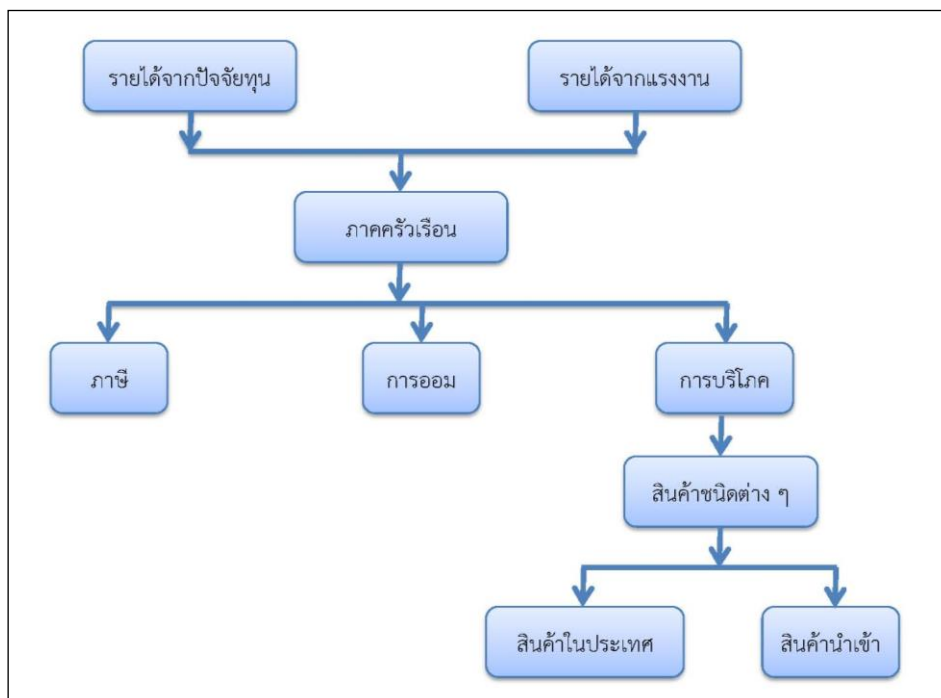 รายได้จากปัจจัยทุน
รายได้จากแรงงาน
ภาคครัวเรือน
ภาษี
การออม
การบริโภค
สินค้าชนิดต่าง ๆ
สินค้าในประเทศ
สินค้านำเข้า